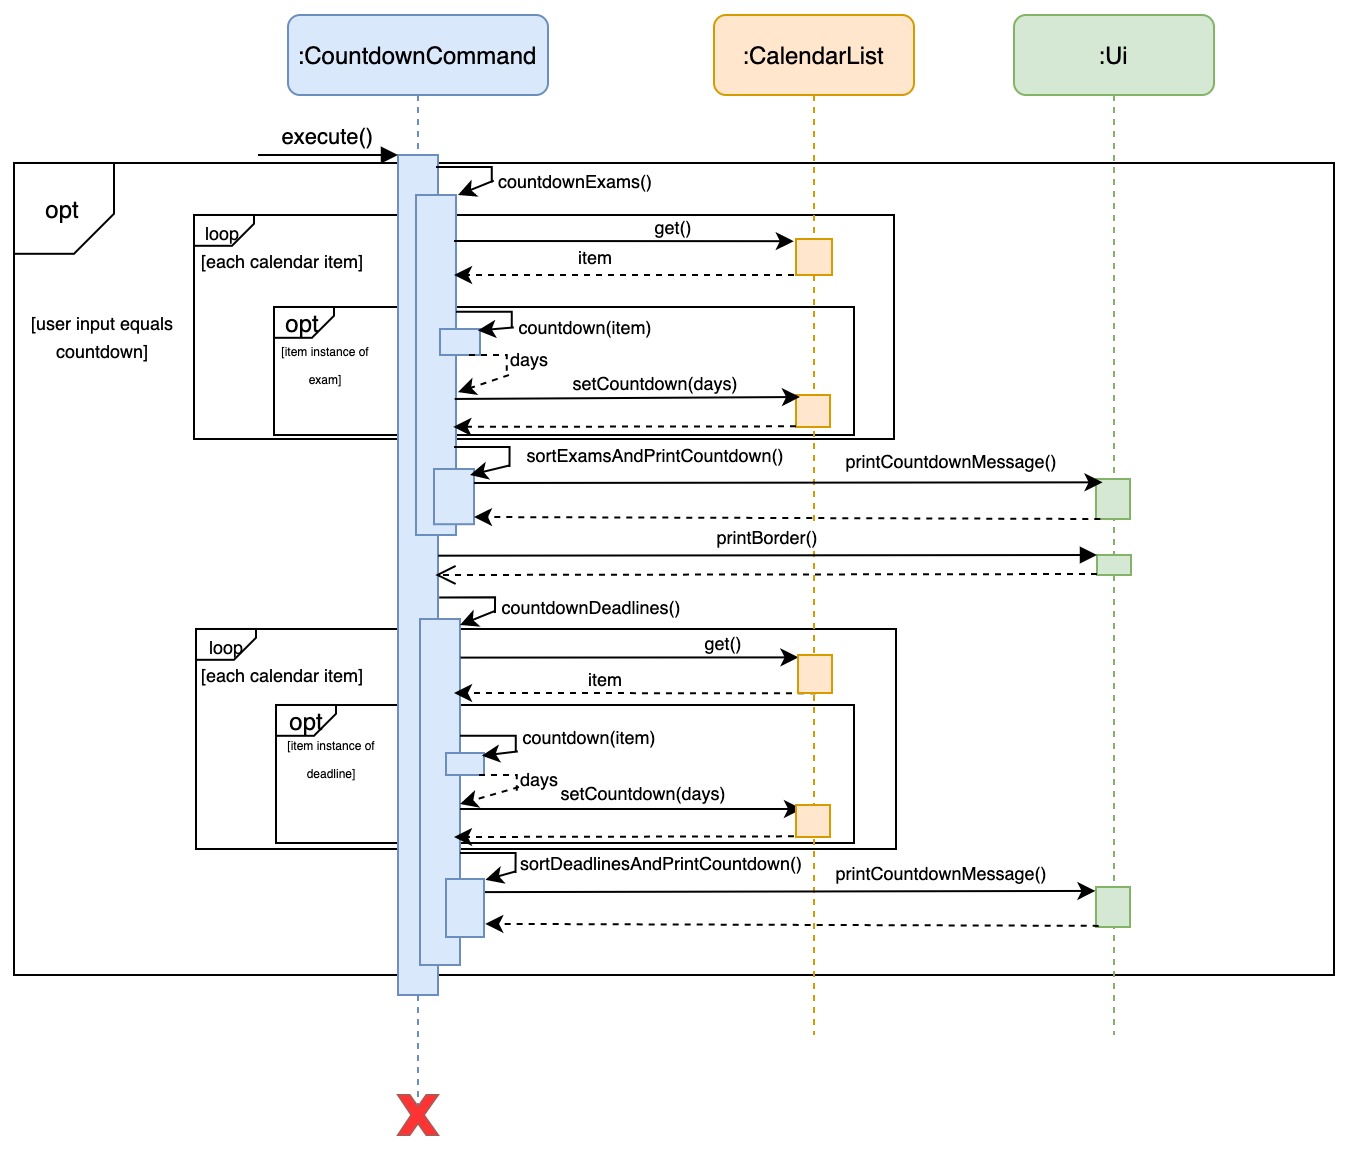 :CountdownCommand
:CalendarList
:Ui
execute()
opt
countdownExams()
loop
get()
[each calendar item]
item
[user input equals
countdown]
opt
countdown(item)
[item instance of
exam]
days
setCountdown(days)
sortExamsAndPrintCountdown()
printCountdownMessage()
printBorder()
countdownDeadlines()
loop
get()
[each calendar item]
item
opt
countdown(item)
[item instance of
deadline]
days
setCountdown(days)
sortDeadlinesAndPrintCountdown()
printCountdownMessage()